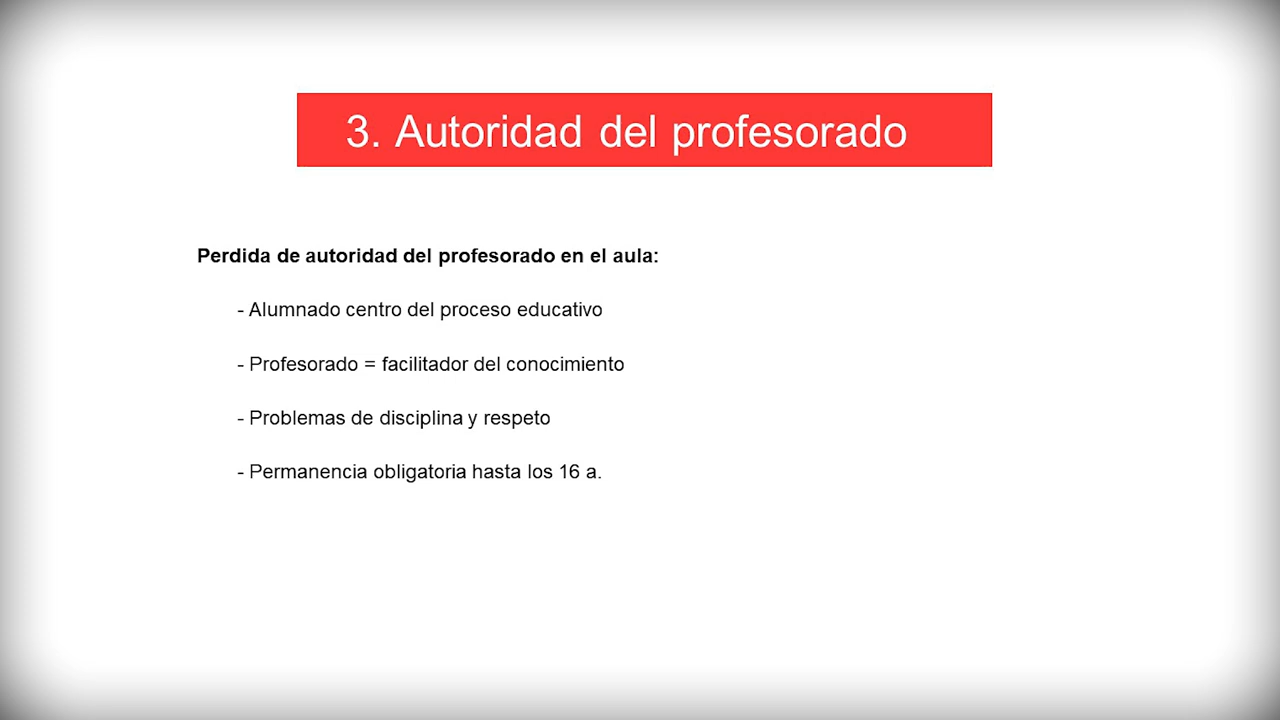 3. Autoridad del profesorado
Perdida de autoridad del profesorado en el aula:
- Alumnado centro del proceso educativo
- Profesorado = facilitador del conocimiento
- Problemas de disciplina y respeto
- Permanencia obligatoria hasta los 16 a.